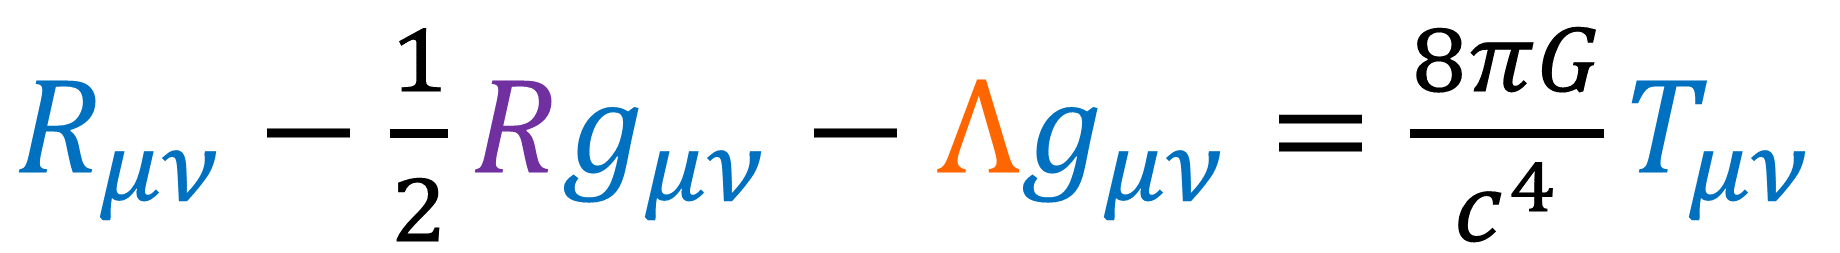 R_μν − 1/2 R g_μν − Λ g_μν = 8πG/c⁴ T_μν